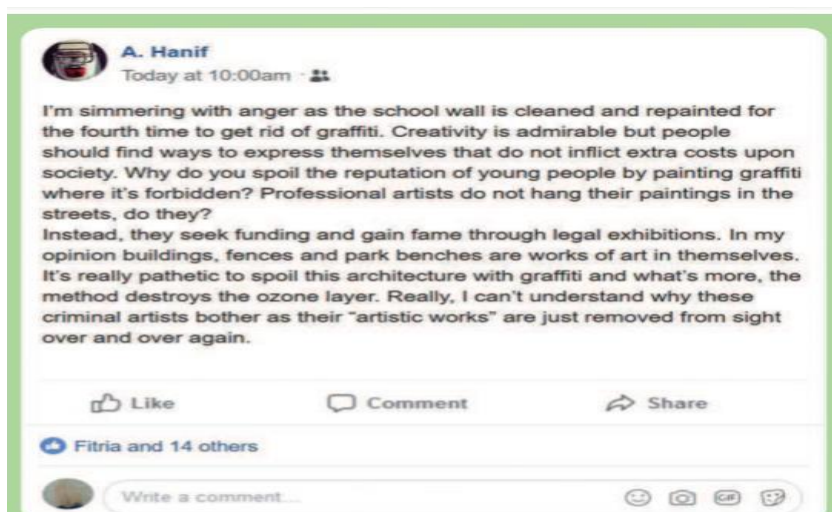 A. Hanif
Today at 10:00am ·
I'm simmering with anger as the school wall is cleaned and repainted for
the fourth time to get rid of graffiti. Creativity is admirable but people
should find ways to express themselves that do not inflict extra costs upon
society. Why do you spoil the reputation of young people by painting graffiti
where it's forbidden? Professional artists do not hang their paintings in the
streets, do they?
Instead, they seek funding and gain fame through legal exhibitions. In my
opinion buildings, fences and park benches are works of art in themselves.
It's really pathetic to spoil this architecture with graffiti and what's more, the
method destroys the ozone layer. Really, I can't understand why these
criminal artists bother as their "artistic works" are just removed from sight
over and over again.
Like Comment Share
Fitria and 14 others
Write a comment... GIF